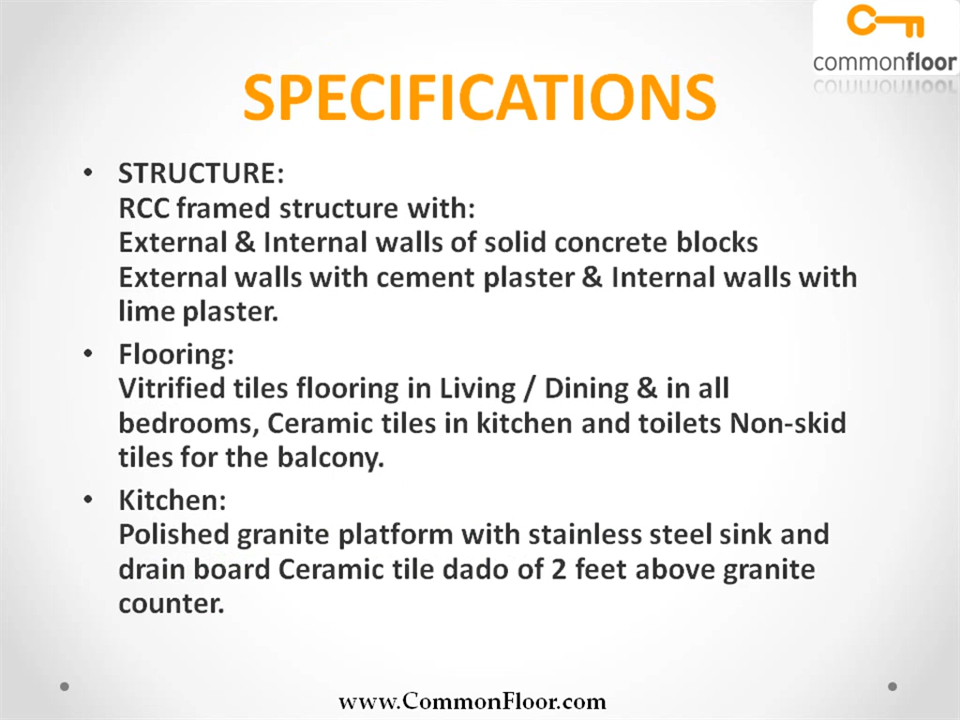 commonfloor
SPECIFICATIONS
• STRUCTURE:
RCC framed structure with:
External & Internal walls of solid concrete blocks
External walls with cement plaster & Internal walls with
lime plaster.
• Flooring:
Vitrified tiles flooring in Living / Dining & in all
bedrooms, Ceramic tiles in kitchen and toilets Non-skid
tiles for the balcony.
• Kitchen:
Polished granite platform with stainless steel sink and
drain board Ceramic tile dado of 2 feet above granite
counter.
www.CommonFloor.com